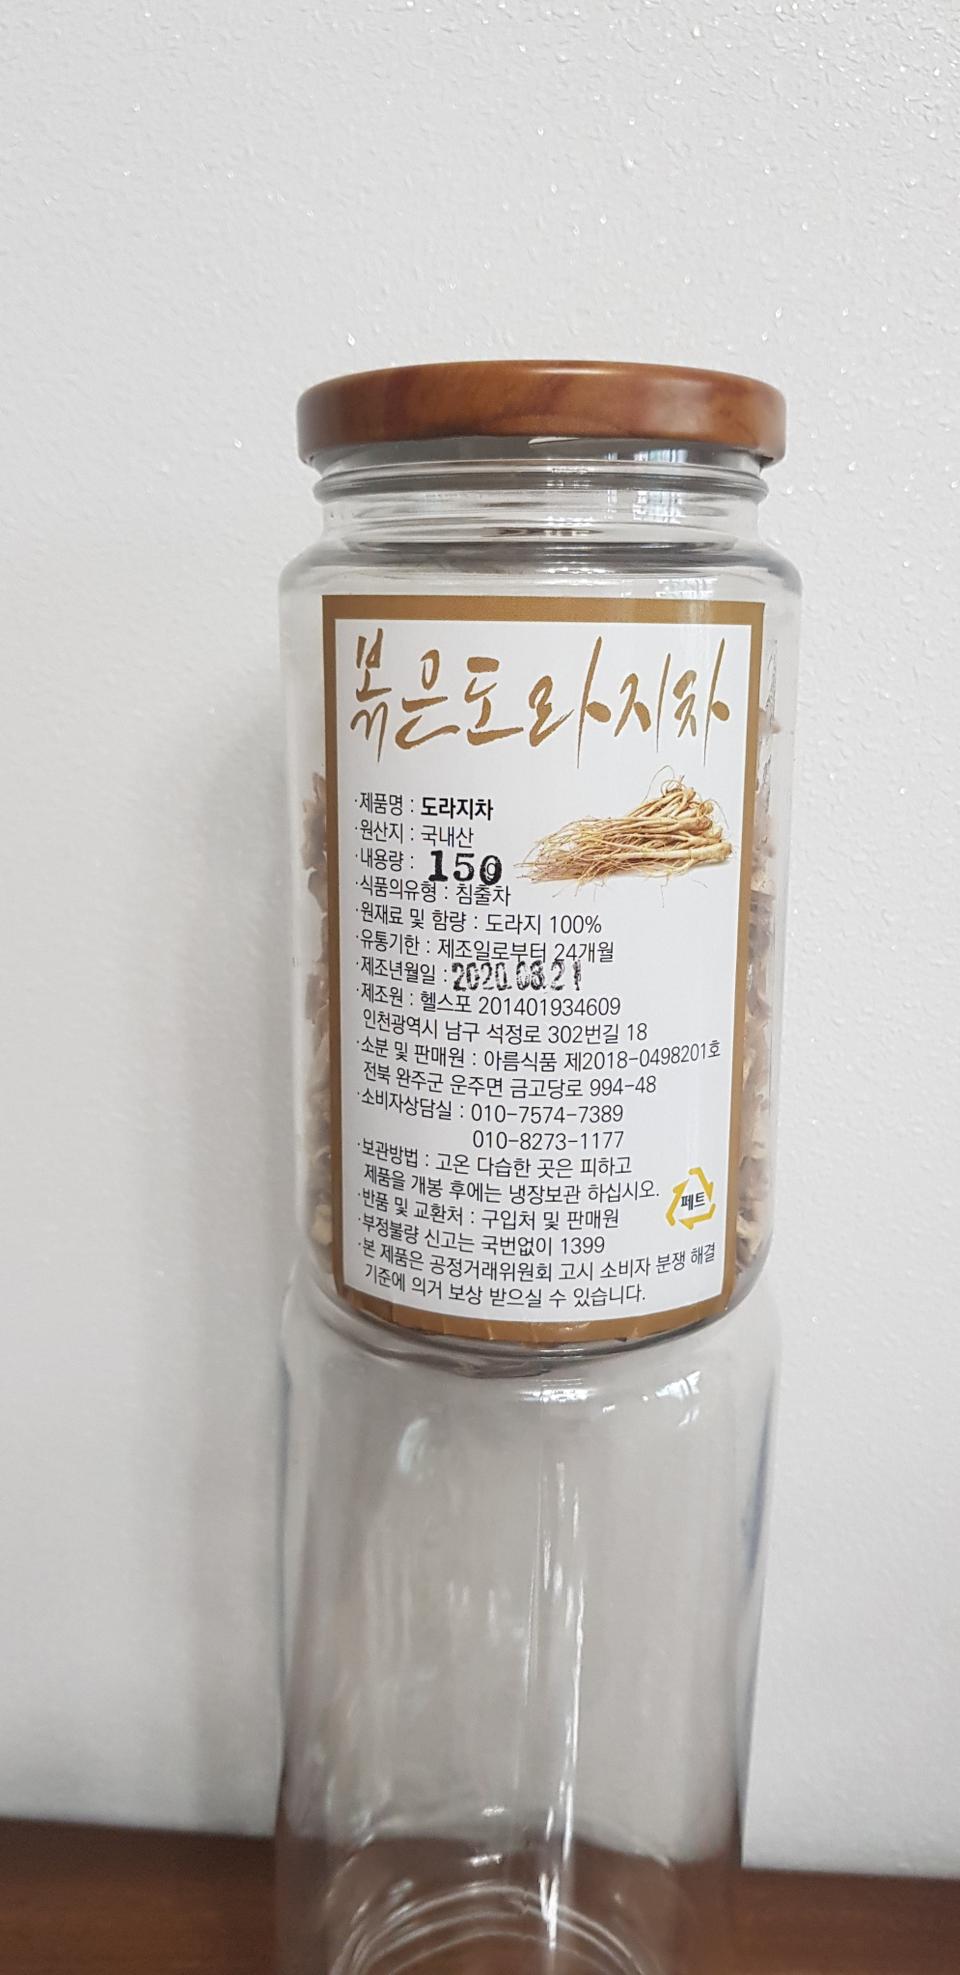 볶은도라지차
·제품명 : 도라지차
·원산지 : 국내산
·내용량 : 150
·식품의유형 : 침출차
·원재료 및 함량 : 도라지 100%
·유통기한 : 제조일로부터 24개월
·제조년월일 : 2020.08.21
·제조원 : 헬스포 201401934609
인천광역시 남구 석정로 302번길 18
·소분 및 판매원 : 아름식품 제2018-0498201호
전북 완주군 운주면 금고당로 994-48
·소비자상담실 : 010-7574-7389
010-8273-1177
·보관방법 : 고온 다습한 곳은 피하고
제품을 개봉 후에는 냉장보관 하십시오.
페트
·반품 및 교환처 : 구입처 및 판매원
·부정불량 신고는 국번없이 1399
·본 제품은 공정거래위원회 고시 소비자 분쟁 해결
기준에 의거 보상 받으실 수 있습니다.